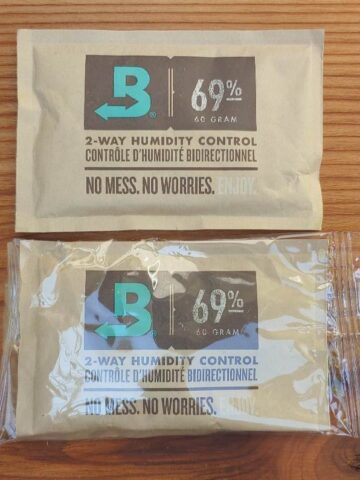 B ® 69%
60 GRAM
2-WAY HUMIDITY CONTROL
CONTRÔLE D'HUMIDITÉ BIDIRECTIONNEL
NO MESS. NO WORRIES. ENJOY.
B ® 69%
60 GRAM
2-WAY HUMIDITY CONTROL
CONTRÔLE D'HUMIDITÉ BIDIRECTIONNEL
NO MESS. NO WORRIES. ENJOY.